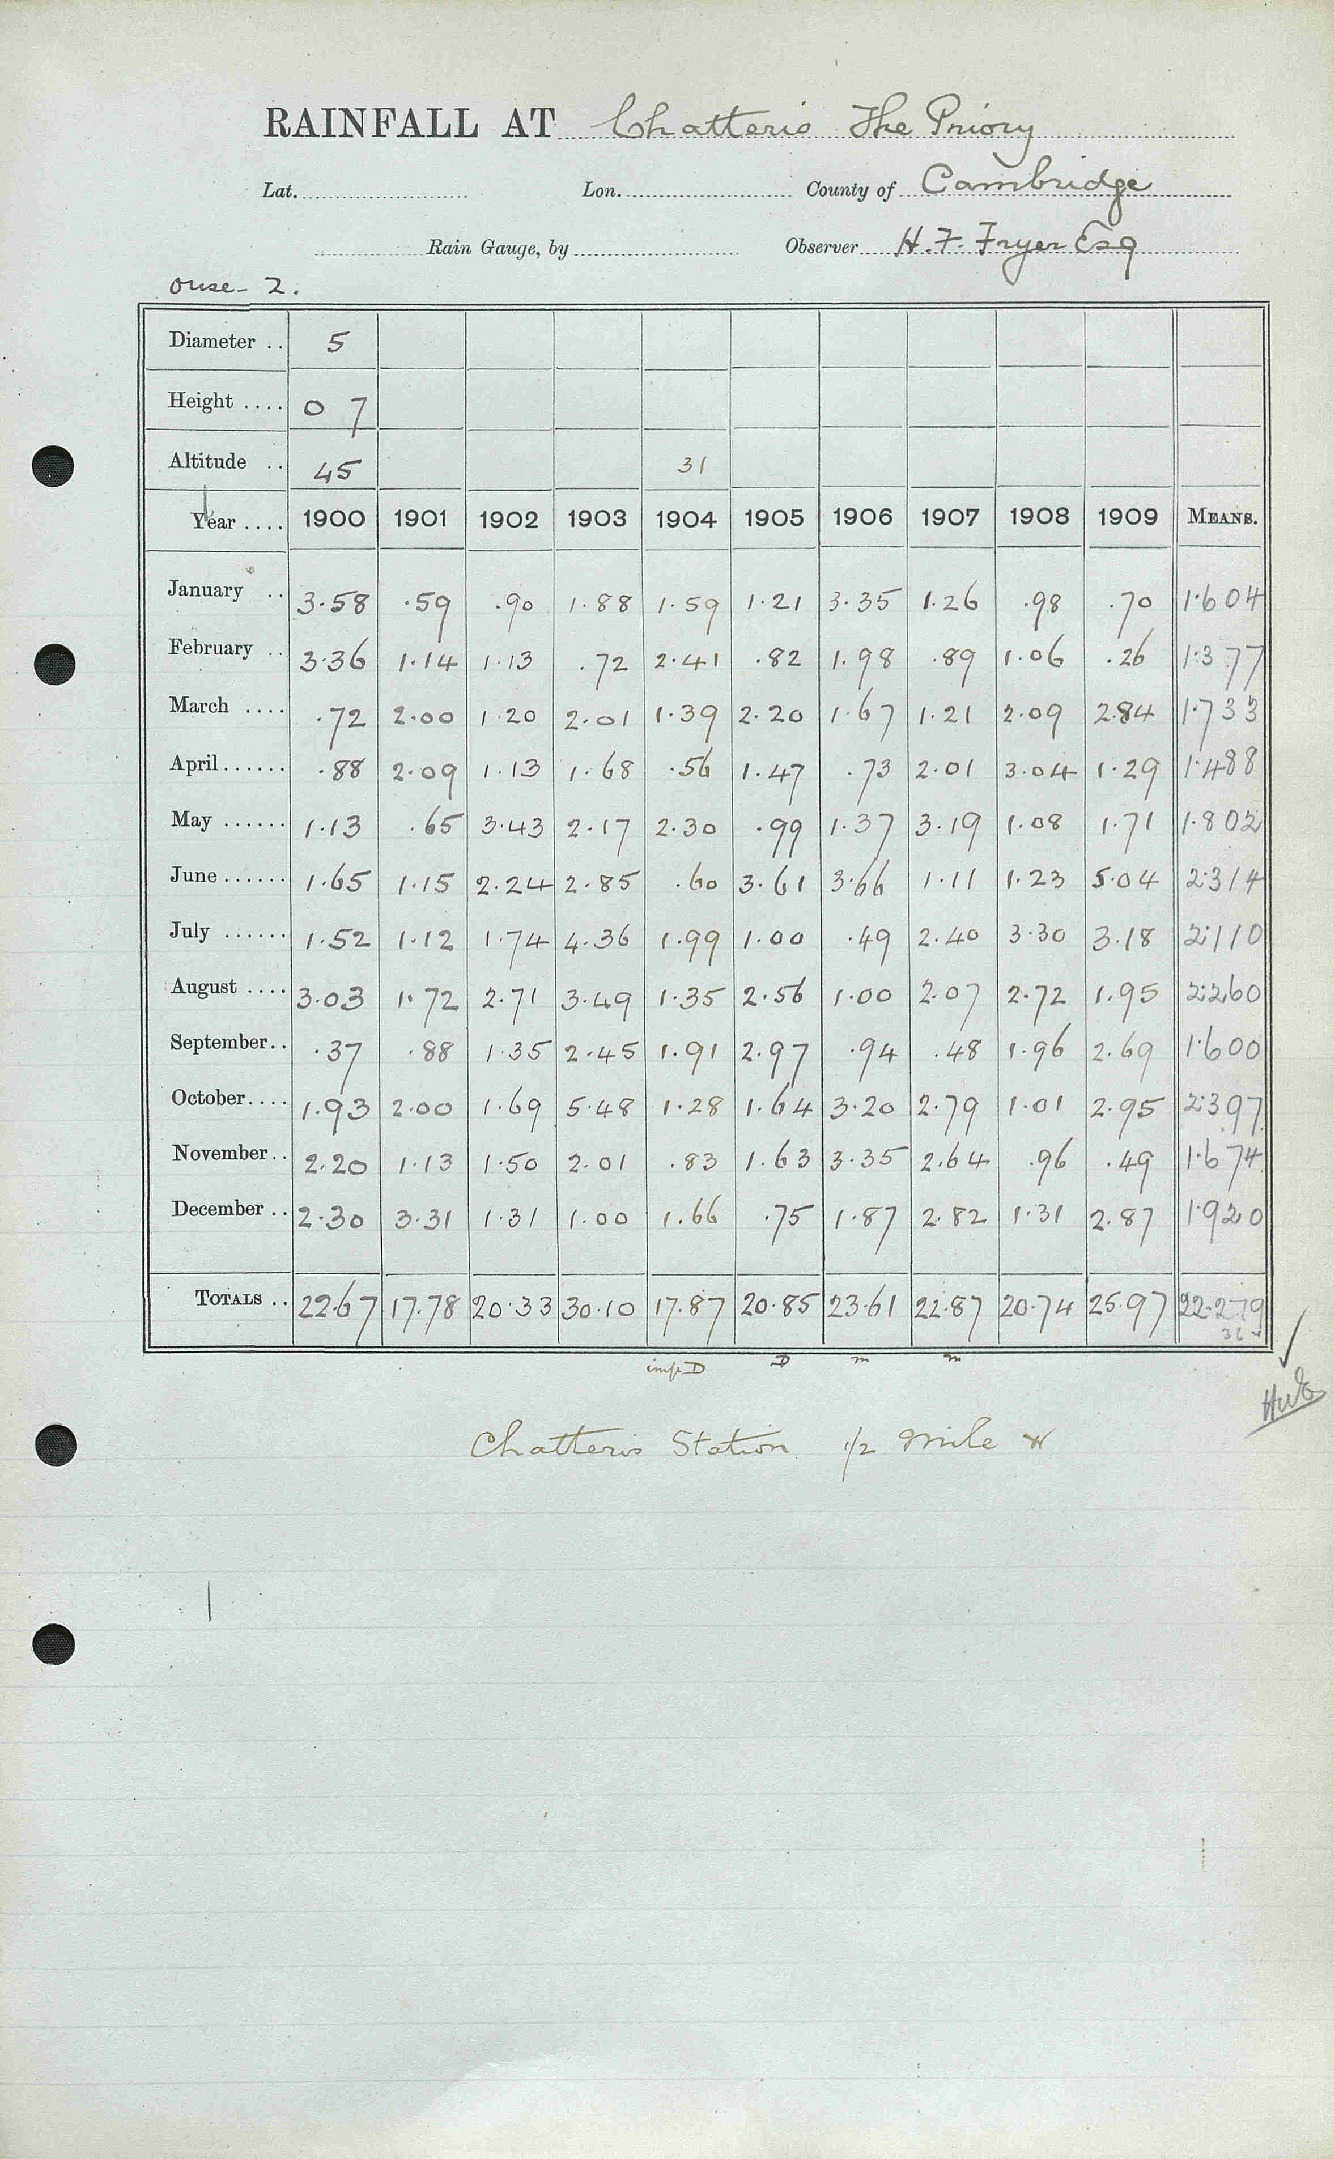 RAINFALL AT Chatteris The Priory
Lat. Lon. County of Cambridge
Rain Gauge, by Observer H. F. Fryer Esq
Ouse - 2.
Diameter .. 5
Height .... 0 7
Altitude .. 45 31
Year .... 1900 1901 1902 1903 1904 1905 1906 1907 1908 1909 MEANS.
January .. 3.58 .59 .90 1.88 1.59 1.21 3.35 1.26 .98 .70 1.604
February .. 3.36 1.14 1.13 .72 2.41 .82 1.98 .89 1.06 .26 1.377
March .... .72 2.00 1.20 2.01 1.39 2.20 1.67 1.21 2.09 2.84 1.733
April ...... .88 2.09 1.13 1.68 .56 1.47 .73 2.01 3.04 1.29 1.488
May ...... 1.13 .65 3.43 2.17 2.30 .99 1.37 3.19 1.08 1.71 1.802
June ...... 1.65 1.15 2.24 2.85 .60 3.61 3.66 1.11 1.23 5.04 2.314
July ...... 1.52 1.12 1.74 4.36 1.99 1.00 .49 2.40 3.30 3.18 2.110
August .... 3.03 1.72 2.71 3.49 1.35 2.56 1.00 2.07 2.72 1.95 2.260
September .. .37 .88 1.35 2.45 1.91 2.97 .94 .48 1.96 2.69 1.600
October .... 1.93 2.00 1.69 5.48 1.28 1.64 3.20 2.79 1.01 2.95 2.397
November .. 2.20 1.13 1.50 2.01 .83 1.63 3.35 2.64 .96 .49 1.674
December .. 2.30 3.31 1.31 1.00 1.66 .75 1.87 2.82 1.31 2.87 1.920
TOTALS .. 22.67 17.78 20.33 30.10 17.87 20.85 23.61 22.87 20.74 25.97 22.279
imp D D m m
Chatteris Station 1/2 mile W